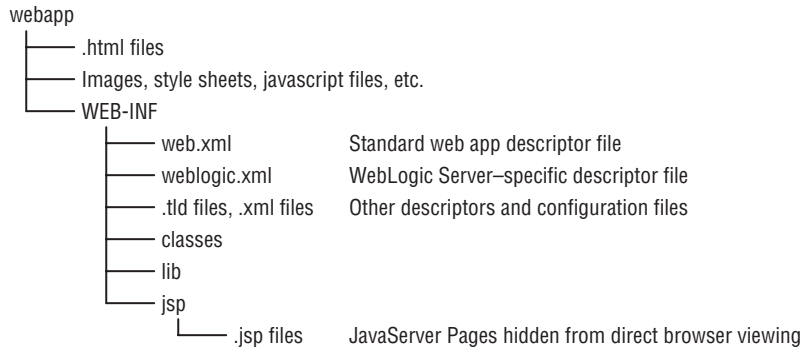 webapp
.html files
Images, style sheets, javascript files, etc.
WEB-INF
web.xml Standard web app descriptor file
weblogic.xml WebLogic Server–specific descriptor file
.tld files, .xml files Other descriptors and configuration files
classes
lib
jsp
.jsp files JavaServer Pages hidden from direct browser viewing